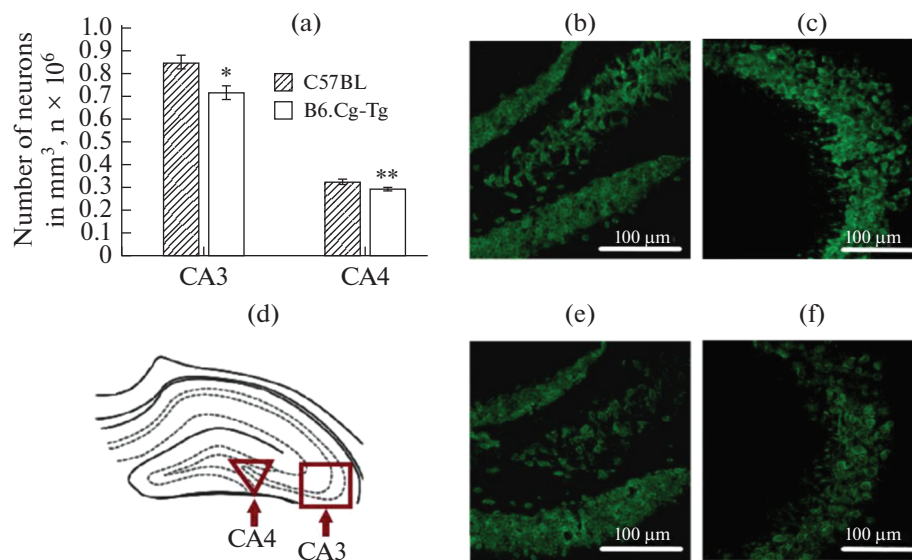 (a)
Number of neurons
in mm³, n × 10⁶
1.0
0.9
0.8
0.7
0.6
0.5
0.4
0.3
0.2
0.1
0
*
**
C57BL
B6.Cg-Tg
CA3
CA4
(b)
100 µm
(c)
100 µm
(d)
CA4
CA3
(e)
100 µm
(f)
100 µm